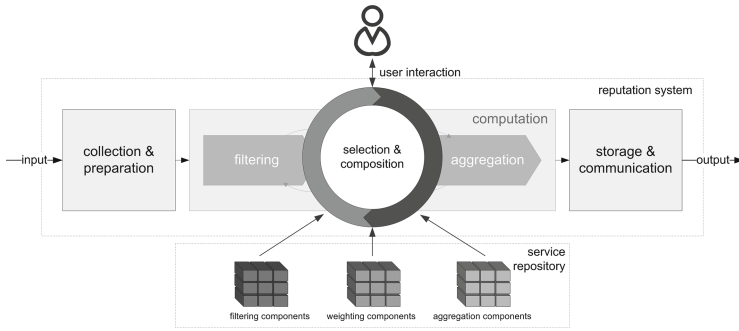 user interaction
reputation system
computation
input
collection &
preparation
filtering
selection &
composition
aggregation
storage &
communication
output
service
repository
filtering components
weighting components
aggregation components